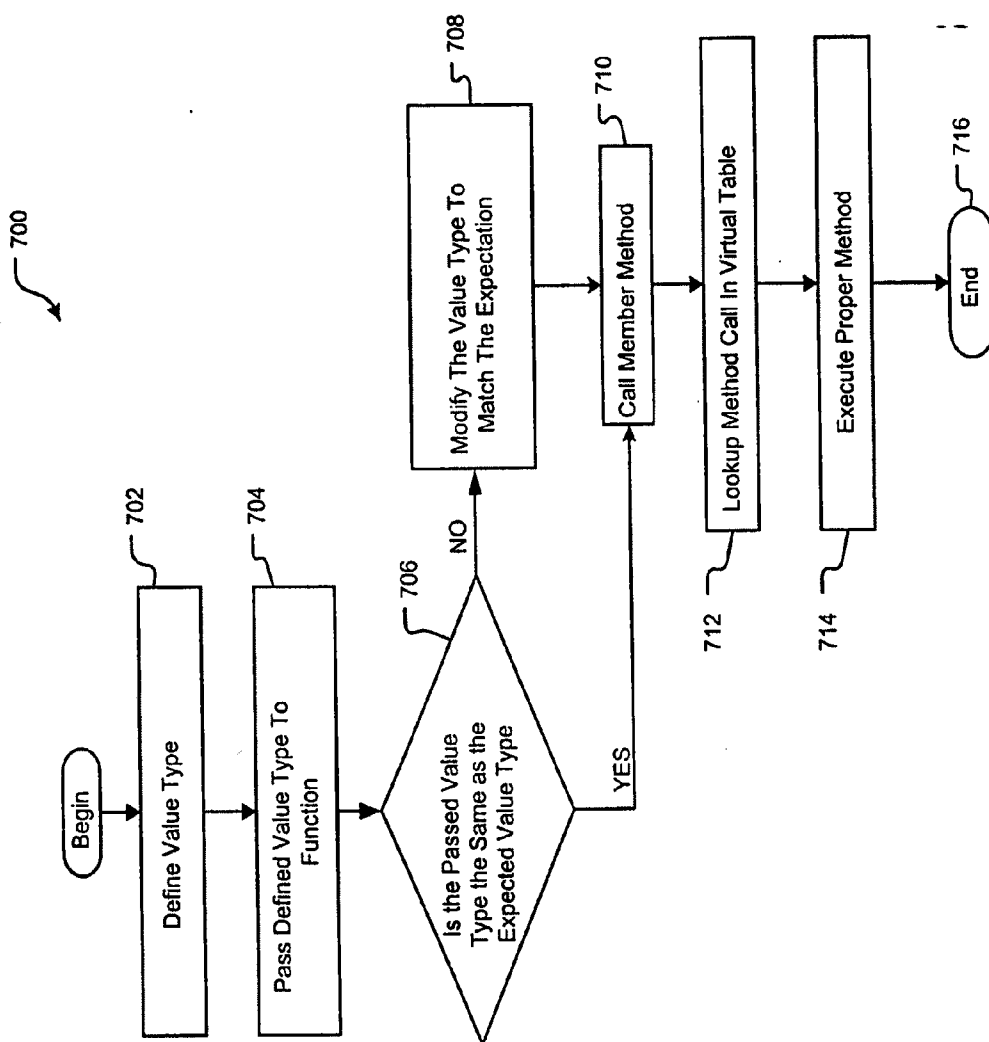 700
Begin
Define Value Type
702
Pass Defined Value Type To
Function
704
Is the Passed Value
Type the Same as the
Expected Value Type
706
NO
YES
Modify The Value Type To
Match The Expectation
708
Call Member Method
710
Lookup Method Call In Virtual Table
712
Execute Proper Method
714
End
716